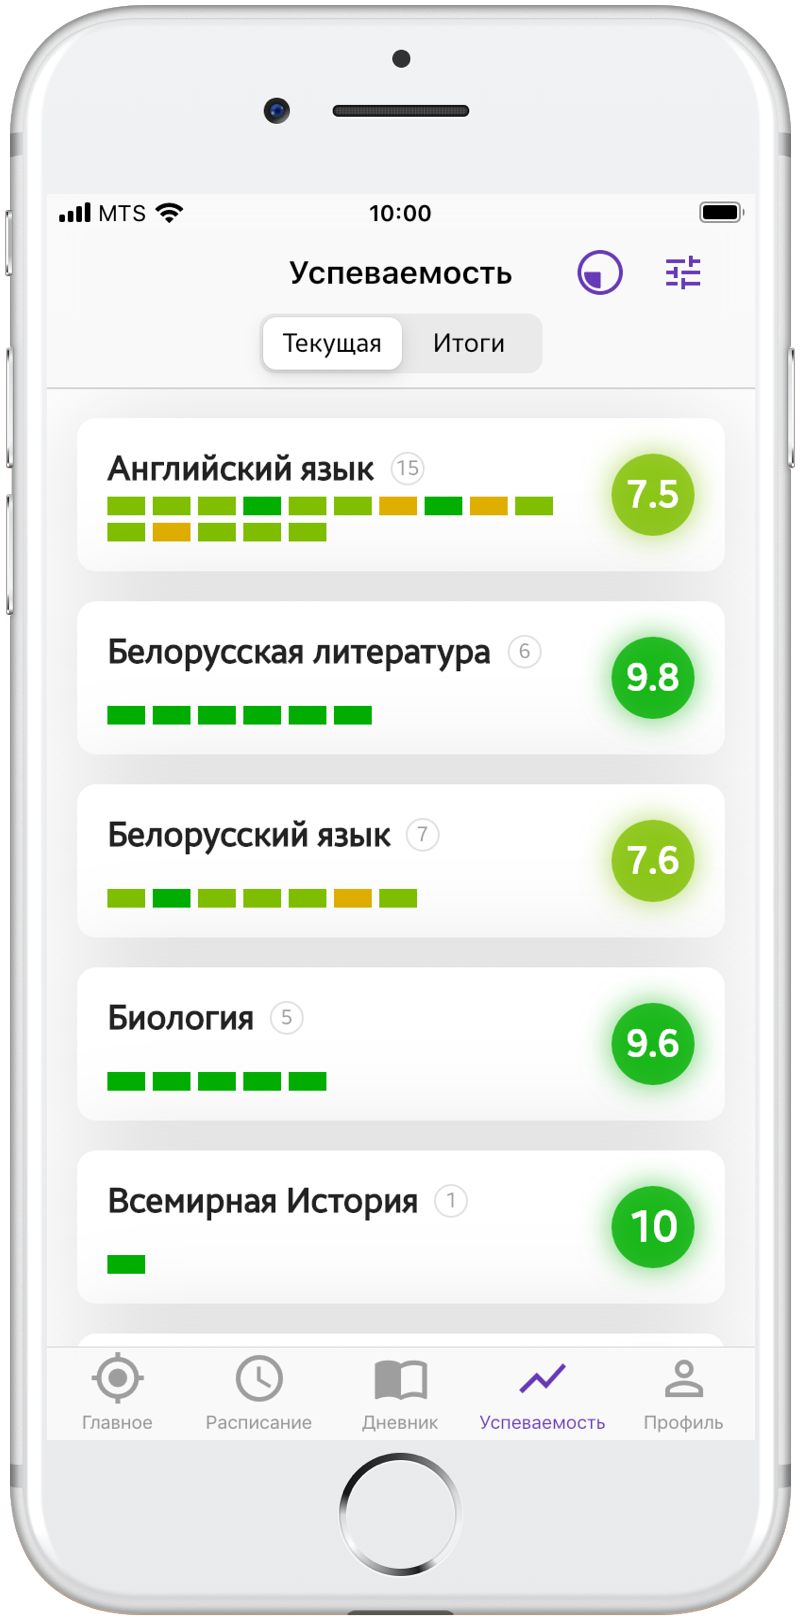 MTS 10:00
Успеваемость
Текущая Итоги
Английский язык 15
7.5
Белорусская литература 6
9.8
Белорусский язык 7
7.6
Биология 5
9.6
Всемирная История 1
10
Главное Расписание Дневник Успеваемость Профиль